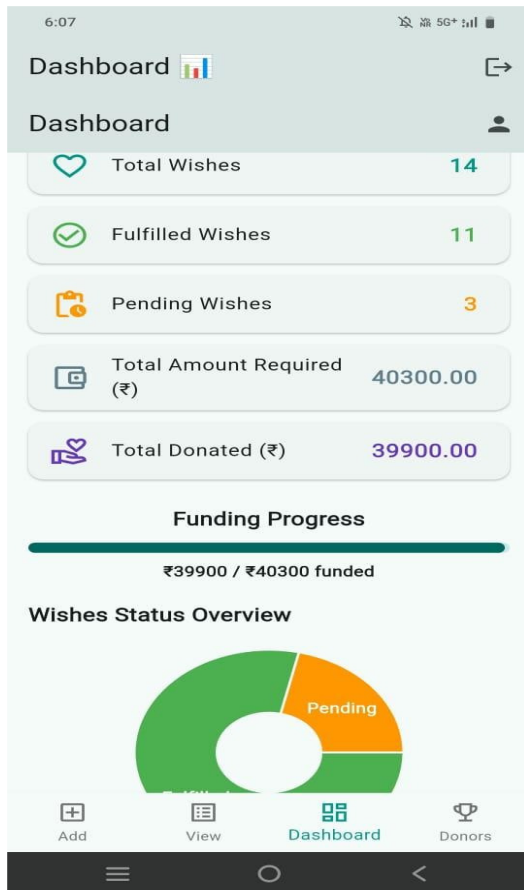 6:07
5G+
Dashboard 📊
Dashboard
Total Wishes 14
Fulfilled Wishes 11
Pending Wishes 3
Total Amount Required
(₹) 40300.00
Total Donated (₹) 39900.00
Funding Progress
₹39900 / ₹40300 funded
Wishes Status Overview
Pending
Add View Dashboard Donors